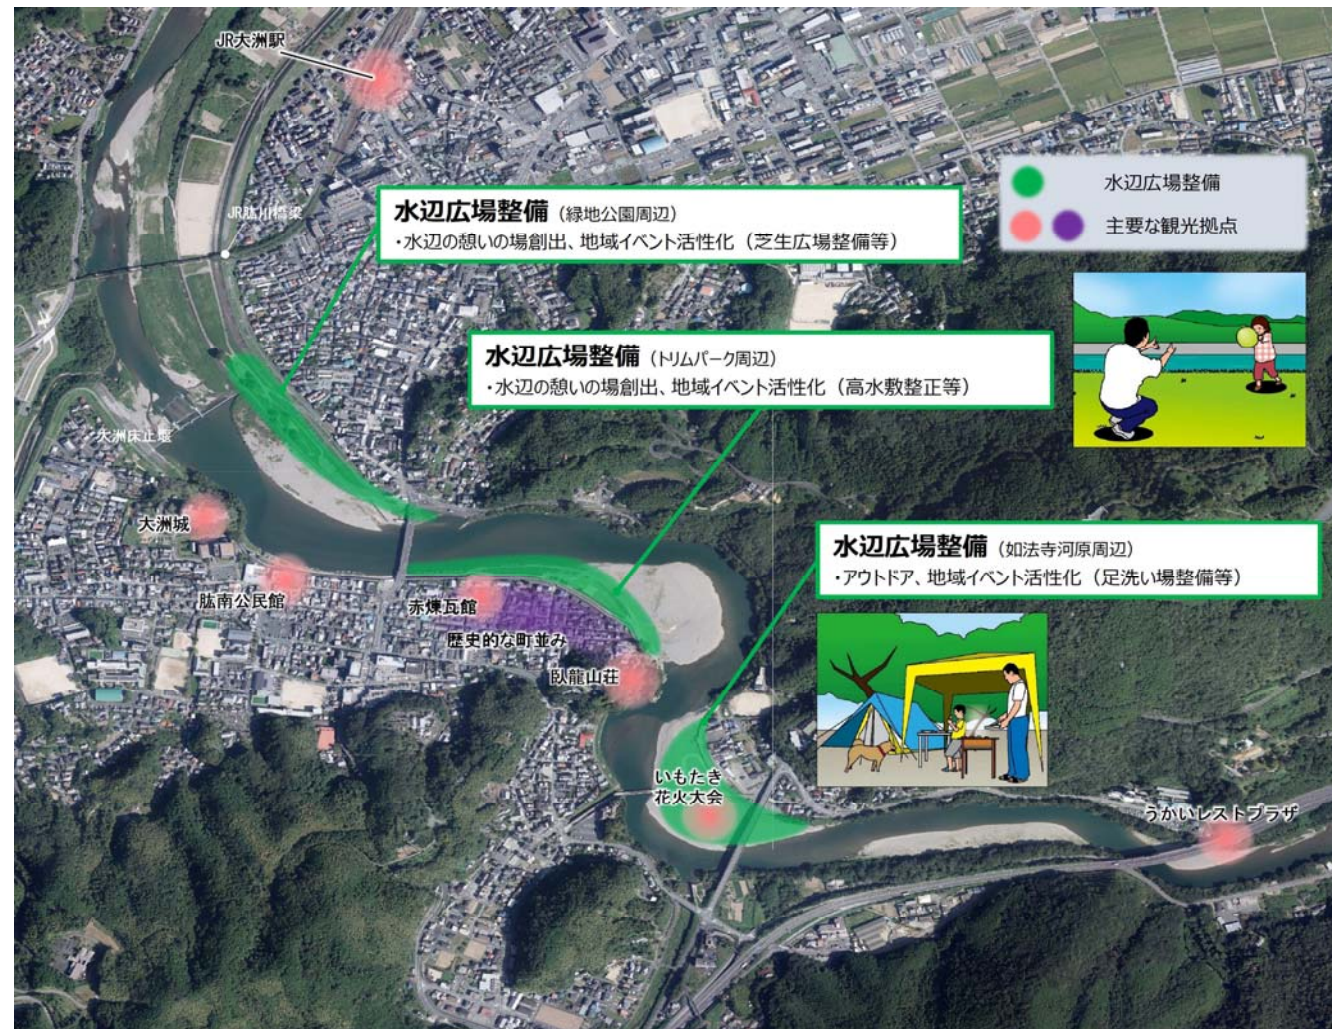 JR大洲駅
水辺広場整備
主要な観光拠点
JR肱川橋梁
水辺広場整備（緑地公園周辺）
・水辺の憩いの場創出、地域イベント活性化（芝生広場整備等）
水辺広場整備（トリムパーク周辺）
・水辺の憩いの場創出、地域イベント活性化（高水敷整正等）
大洲床止堰
大洲城
水辺広場整備（如法寺河原周辺）
・アウトドア、地域イベント活性化（足洗い場整備等）
肱南公民館
赤煉瓦館
歴史的な町並み
臥龍山荘
いもたき
花火大会
うかいレストプラザ